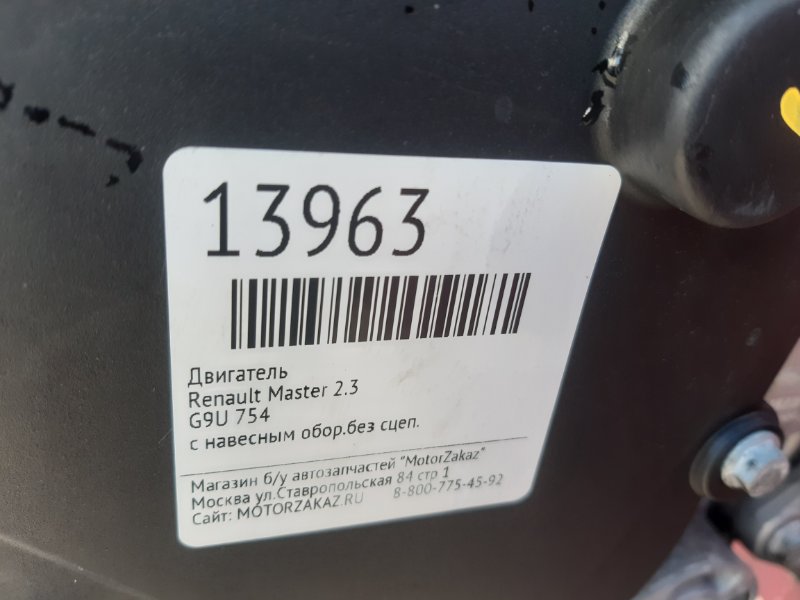 13963
Двигатель
Renault Master 2.3
G9U 754
с навесным обор.без сцеп.
Магазин б/у автозапчастей "MotorZakaz"
Москва ул.Ставропольская 84 стр 1
Сайт: MOTORZAKAZ.RU 8-800-775-45-92